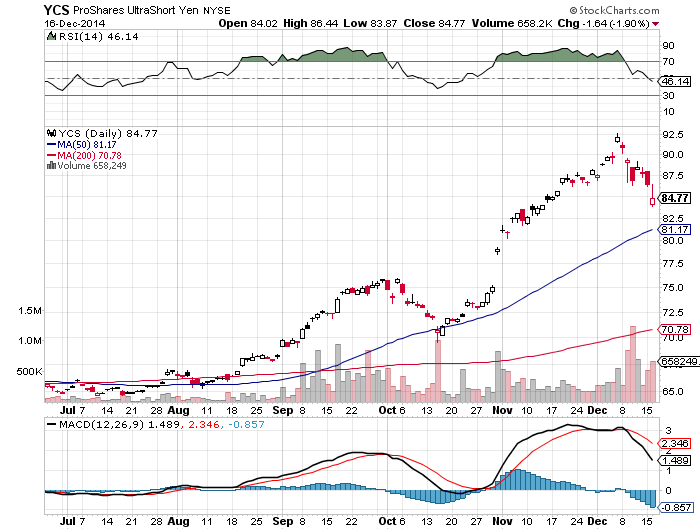 YCS ProShares UltraShort Yen NYSE © StockCharts.com
16-Dec-2014 Open 84.02 High 86.44 Low 83.87 Close 84.77 Volume 658.2K Chg -1.64 (-1.90%)
RSI(14) 46.14
90
70
50
46.14
30
10
YCS (Daily) 84.77
MA(50) 81.17
MA(200) 70.78
Volume 658,249
92.5
90.0
87.5
84.77
82.5
81.17
80.0
77.5
75.0
72.5
70.78
70.0
658249
65.0
1.5M
1.0M
500K
Jul 7 14 21 28 Aug 11 18 25 Sep 8 15 22 Oct 6 13 20 27 Nov 10 17 24 Dec 8 15
MACD(12,26,9) 1.489, 2.346, -0.857
3
2.346
1.489
1
0
-0.857
Jul 7 14 21 28 Aug 11 18 25 Sep 8 15 22 Oct 6 13 20 27 Nov 10 17 24 Dec 8 15